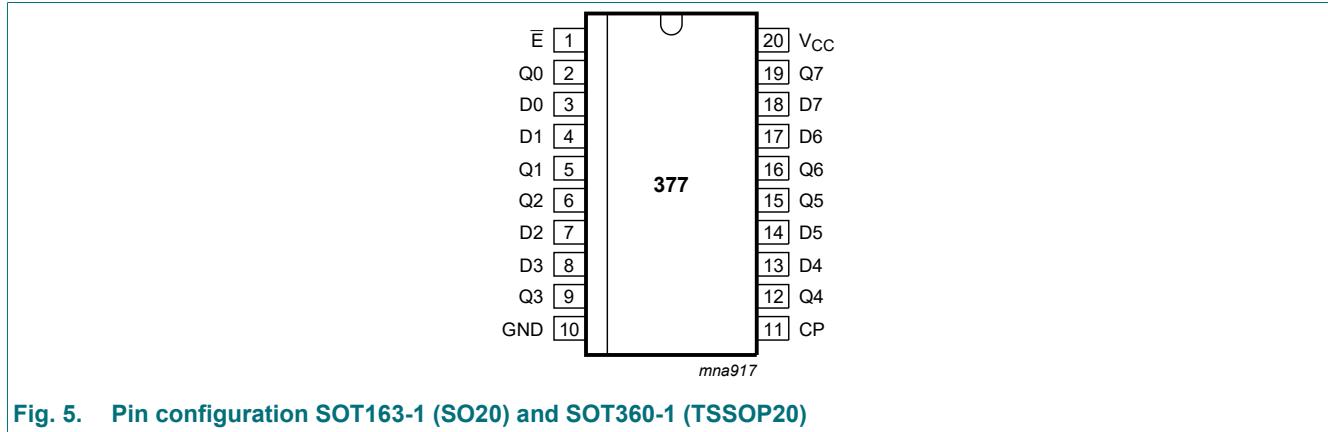 E̅ 1 20 VCC
Q0 2 19 Q7
D0 3 18 D7
D1 4 17 D6
Q1 5 377 16 Q6
Q2 6 15 Q5
D2 7 14 D5
D3 8 13 D4
Q3 9 12 Q4
GND 10 11 CP
mna917
Fig. 5. Pin configuration SOT163-1 (SO20) and SOT360-1 (TSSOP20)